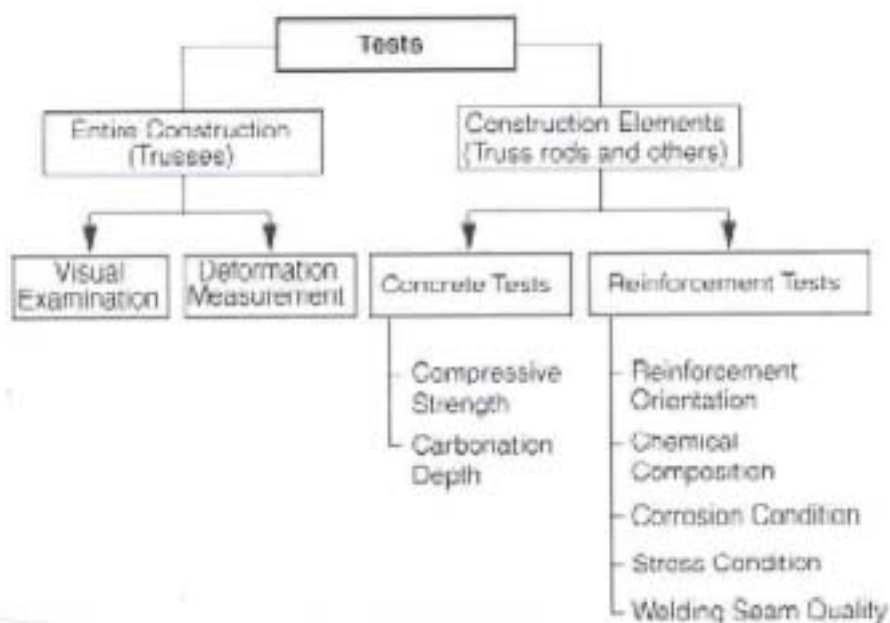 Tests
Entire Construction
(Trusses)
Construction Elements
(Truss rods and others)
Visual
Examination
Deformation
Measurement
Concrete Tests
Reinforcement Tests
Compressive
Strength
Carbonation
Depth
Reinforcement
Orientation
Chemical
Composition
Corrosion Condition
Stress Condition
Welding Seam Quality